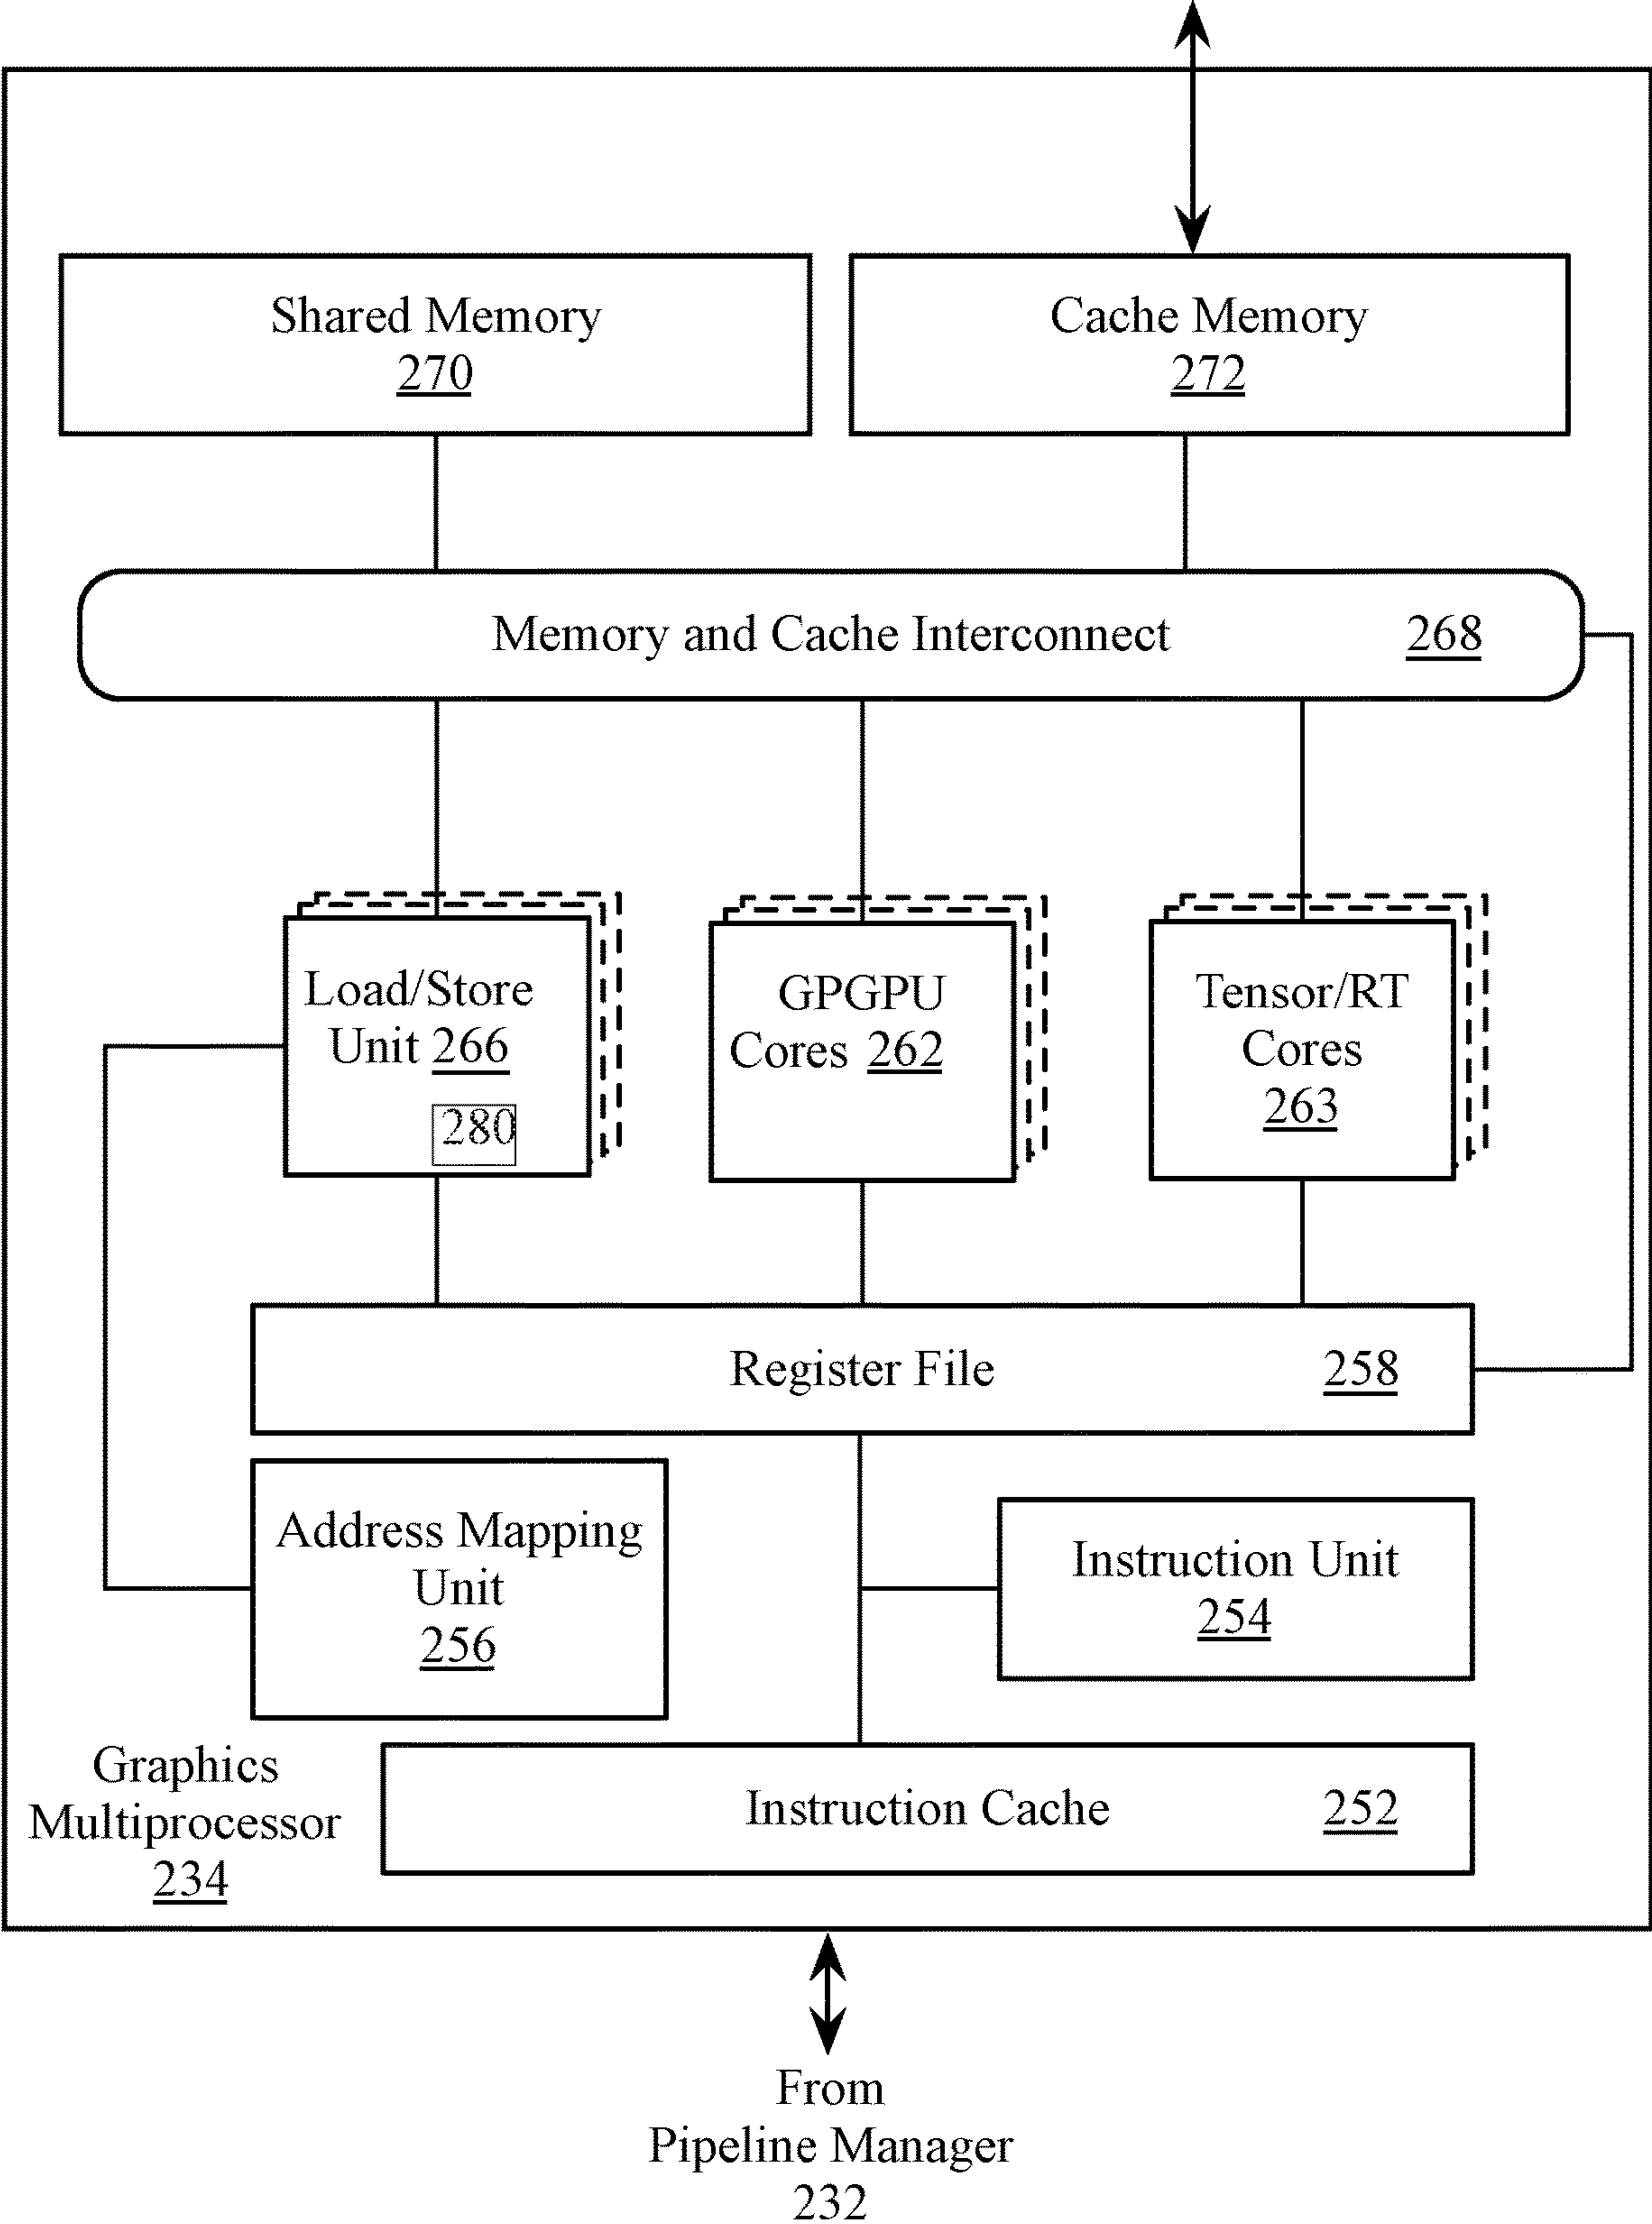 Shared Memory
270
Cache Memory
272
Memory and Cache Interconnect 268
Load/Store
Unit 266
280
GPGPU
Cores 262
Tensor/RT
Cores
263
Register File 258
Address Mapping
Unit
256
Instruction Unit
254
Graphics
Multiprocessor
234
Instruction Cache 252
From
Pipeline Manager
232